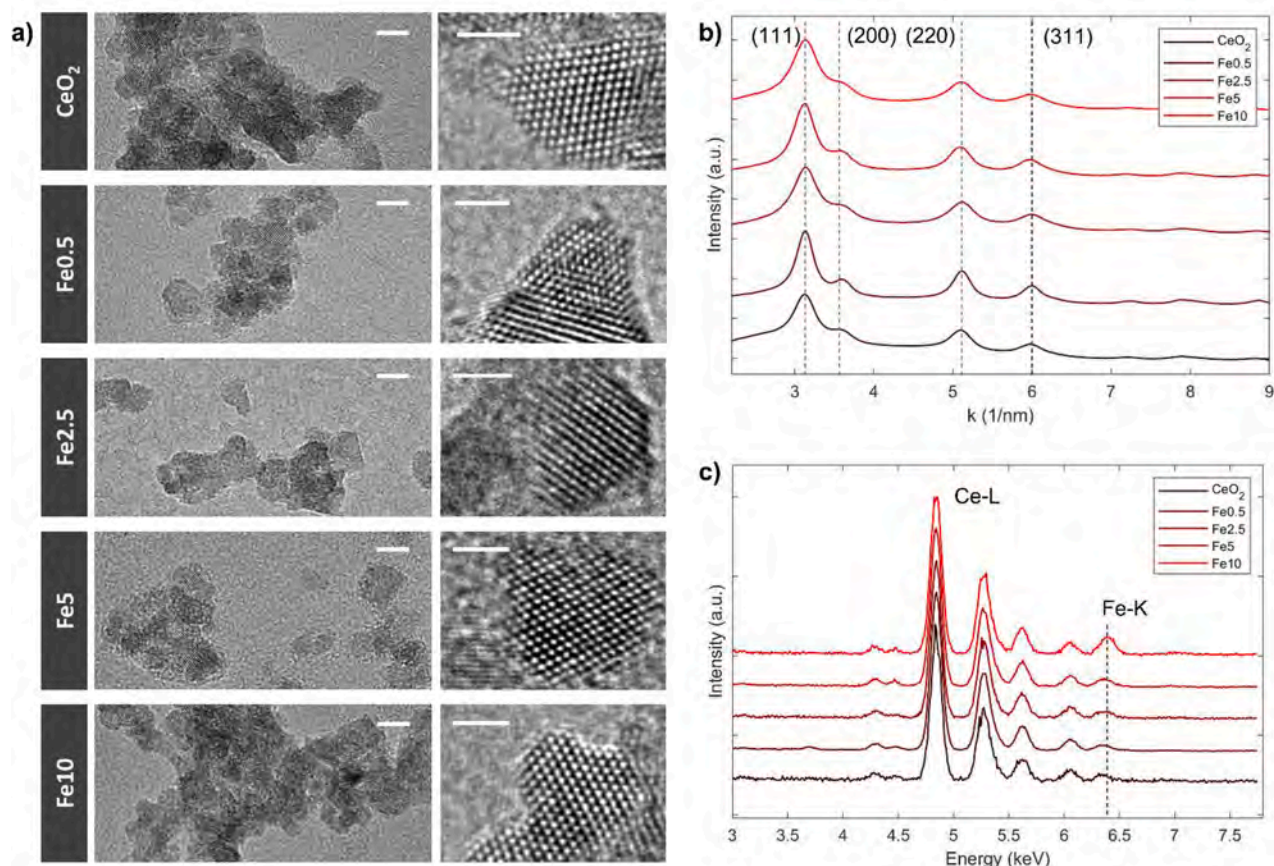 a)
CeO₂
Fe0.5
Fe2.5
Fe5
Fe10
b)
(111) (200) (220) (311)
CeO₂
Fe0.5
Fe2.5
Fe5
Fe10
Intensity (a.u.)
3 4 5 6 7 8 9
k (1/nm)
c)
Ce-L
Fe-K
CeO₂
Fe0.5
Fe2.5
Fe5
Fe10
Intensity (a.u.)
3 3.5 4 4.5 5 5.5 6 6.5 7 7.5
Energy (keV)